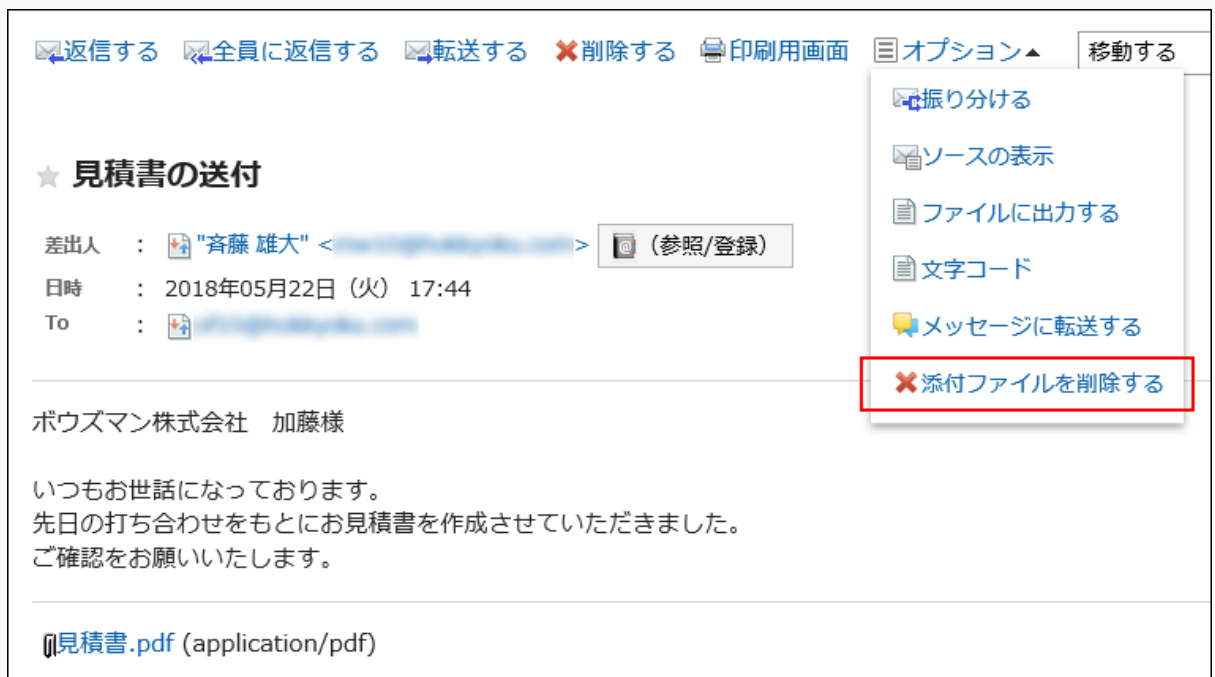 返信する 全員に返信する 転送する 削除する 印刷用画面 オプション▲ 移動する
振り分ける
ソースの表示
ファイルに出力する
文字コード
メッセージに転送する
添付ファイルを削除する
★ 見積書の送付
差出人 : "斉藤 雄大" < > (参照/登録)
日時 : 2018年05月22日（火） 17:44
To :
ボウズマン株式会社　加藤様
いつもお世話になっております。
先日の打ち合わせをもとにお見積書を作成させていただきました。
ご確認をお願いいたします。
見積書.pdf (application/pdf)